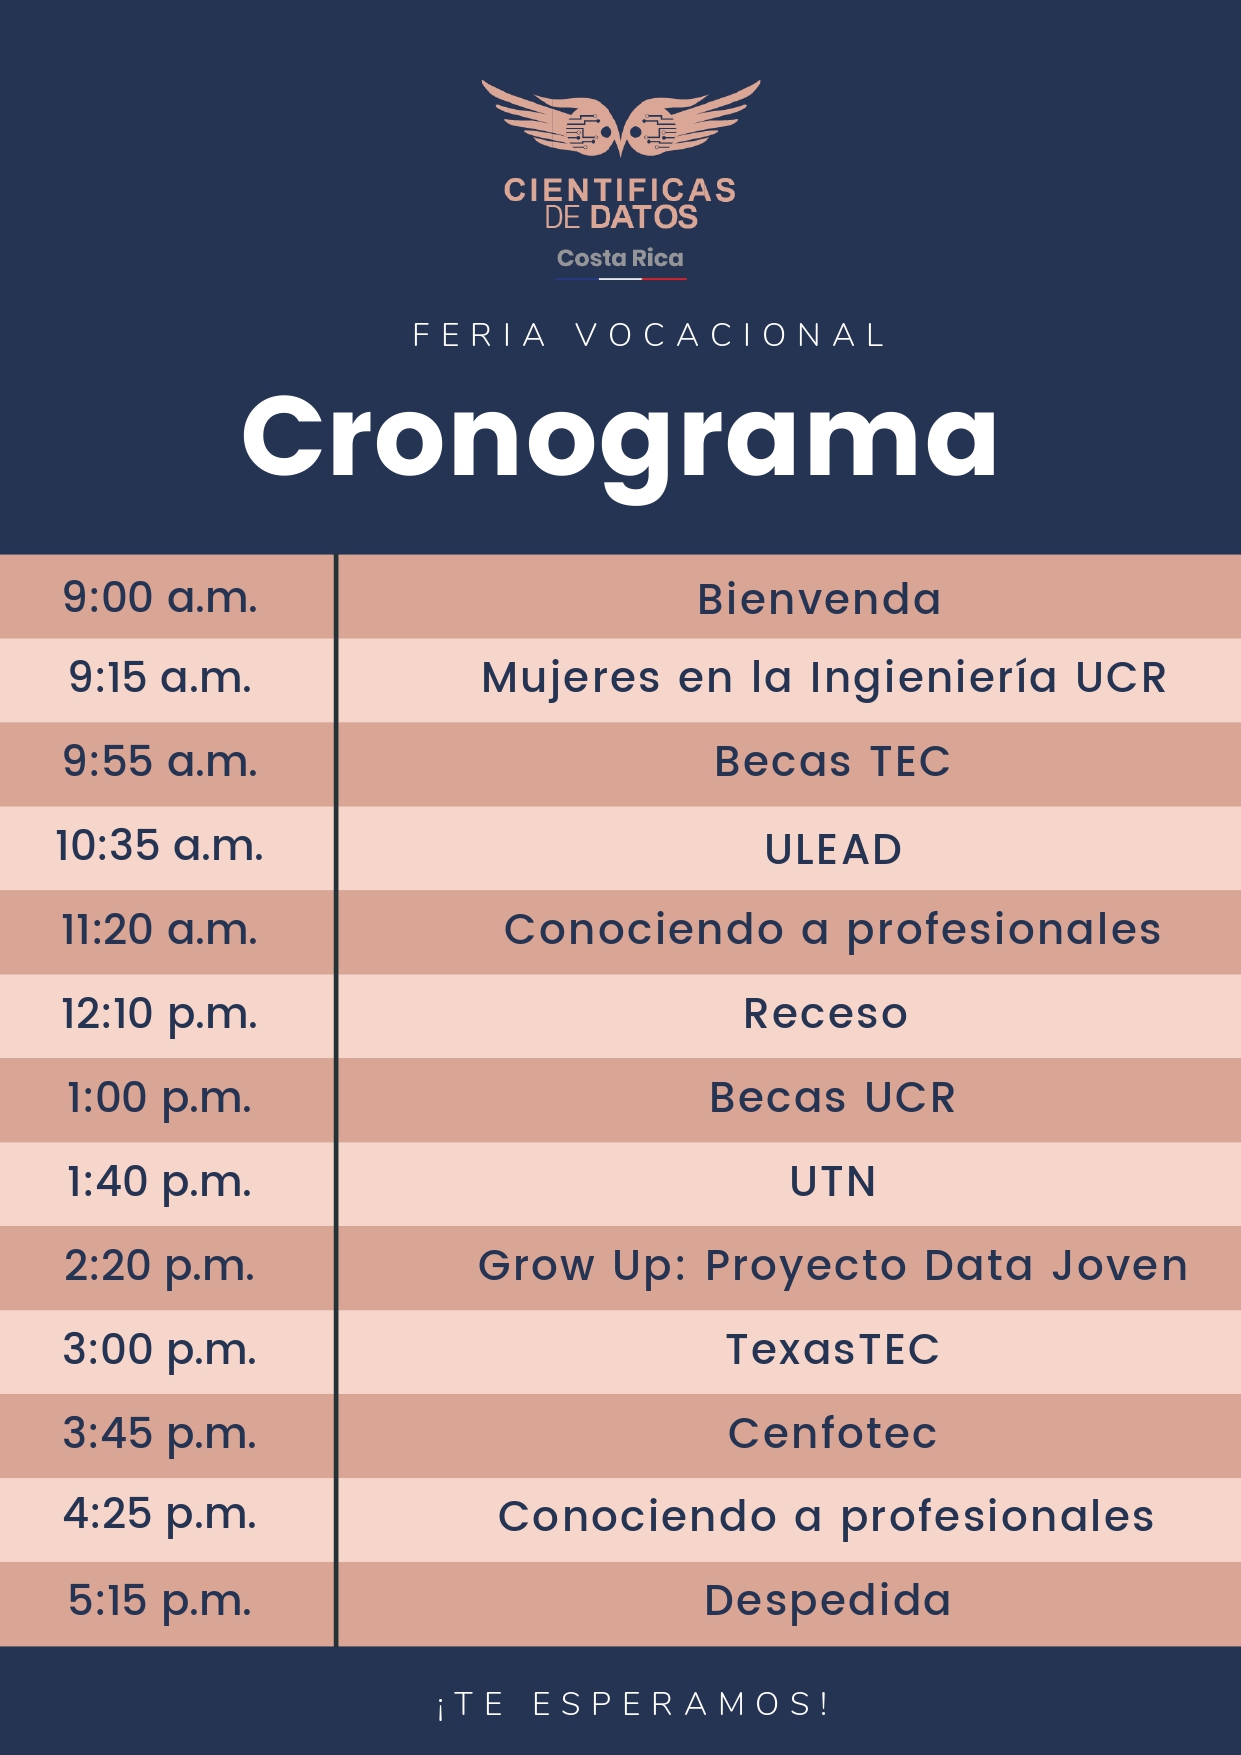 CIENTIFICAS
DE DATOS
Costa Rica
FERIA VOCACIONAL
Cronograma
9:00 a.m. Bienvenda
9:15 a.m. Mujeres en la Ingieniería UCR
9:55 a.m. Becas TEC
10:35 a.m. ULEAD
11:20 a.m. Conociendo a profesionales
12:10 p.m. Receso
1:00 p.m. Becas UCR
1:40 p.m. UTN
2:20 p.m. Grow Up: Proyecto Data Joven
3:00 p.m. TexasTEC
3:45 p.m. Cenfotec
4:25 p.m. Conociendo a profesionales
5:15 p.m. Despedida
¡TE ESPERAMOS!